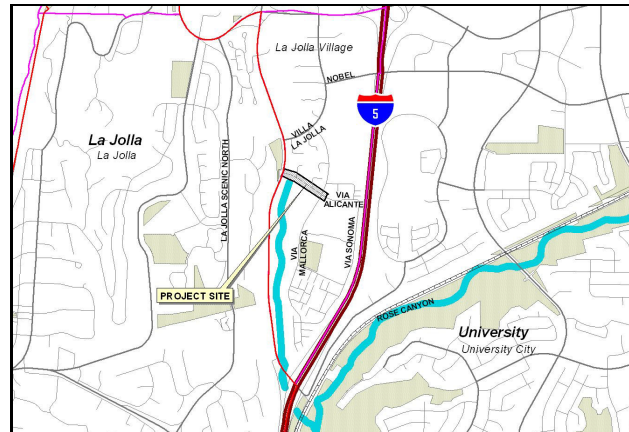 La Jolla Village
NOBEL
5
VILLA
LA JOLLA
La Jolla
La Jolla
LA JOLLA SCENIC NORTH
VIA
ALICANTE
VIA
MALLORCA
VIA SONOMA
PROJECT SITE
ROSE CANYON
University
University City